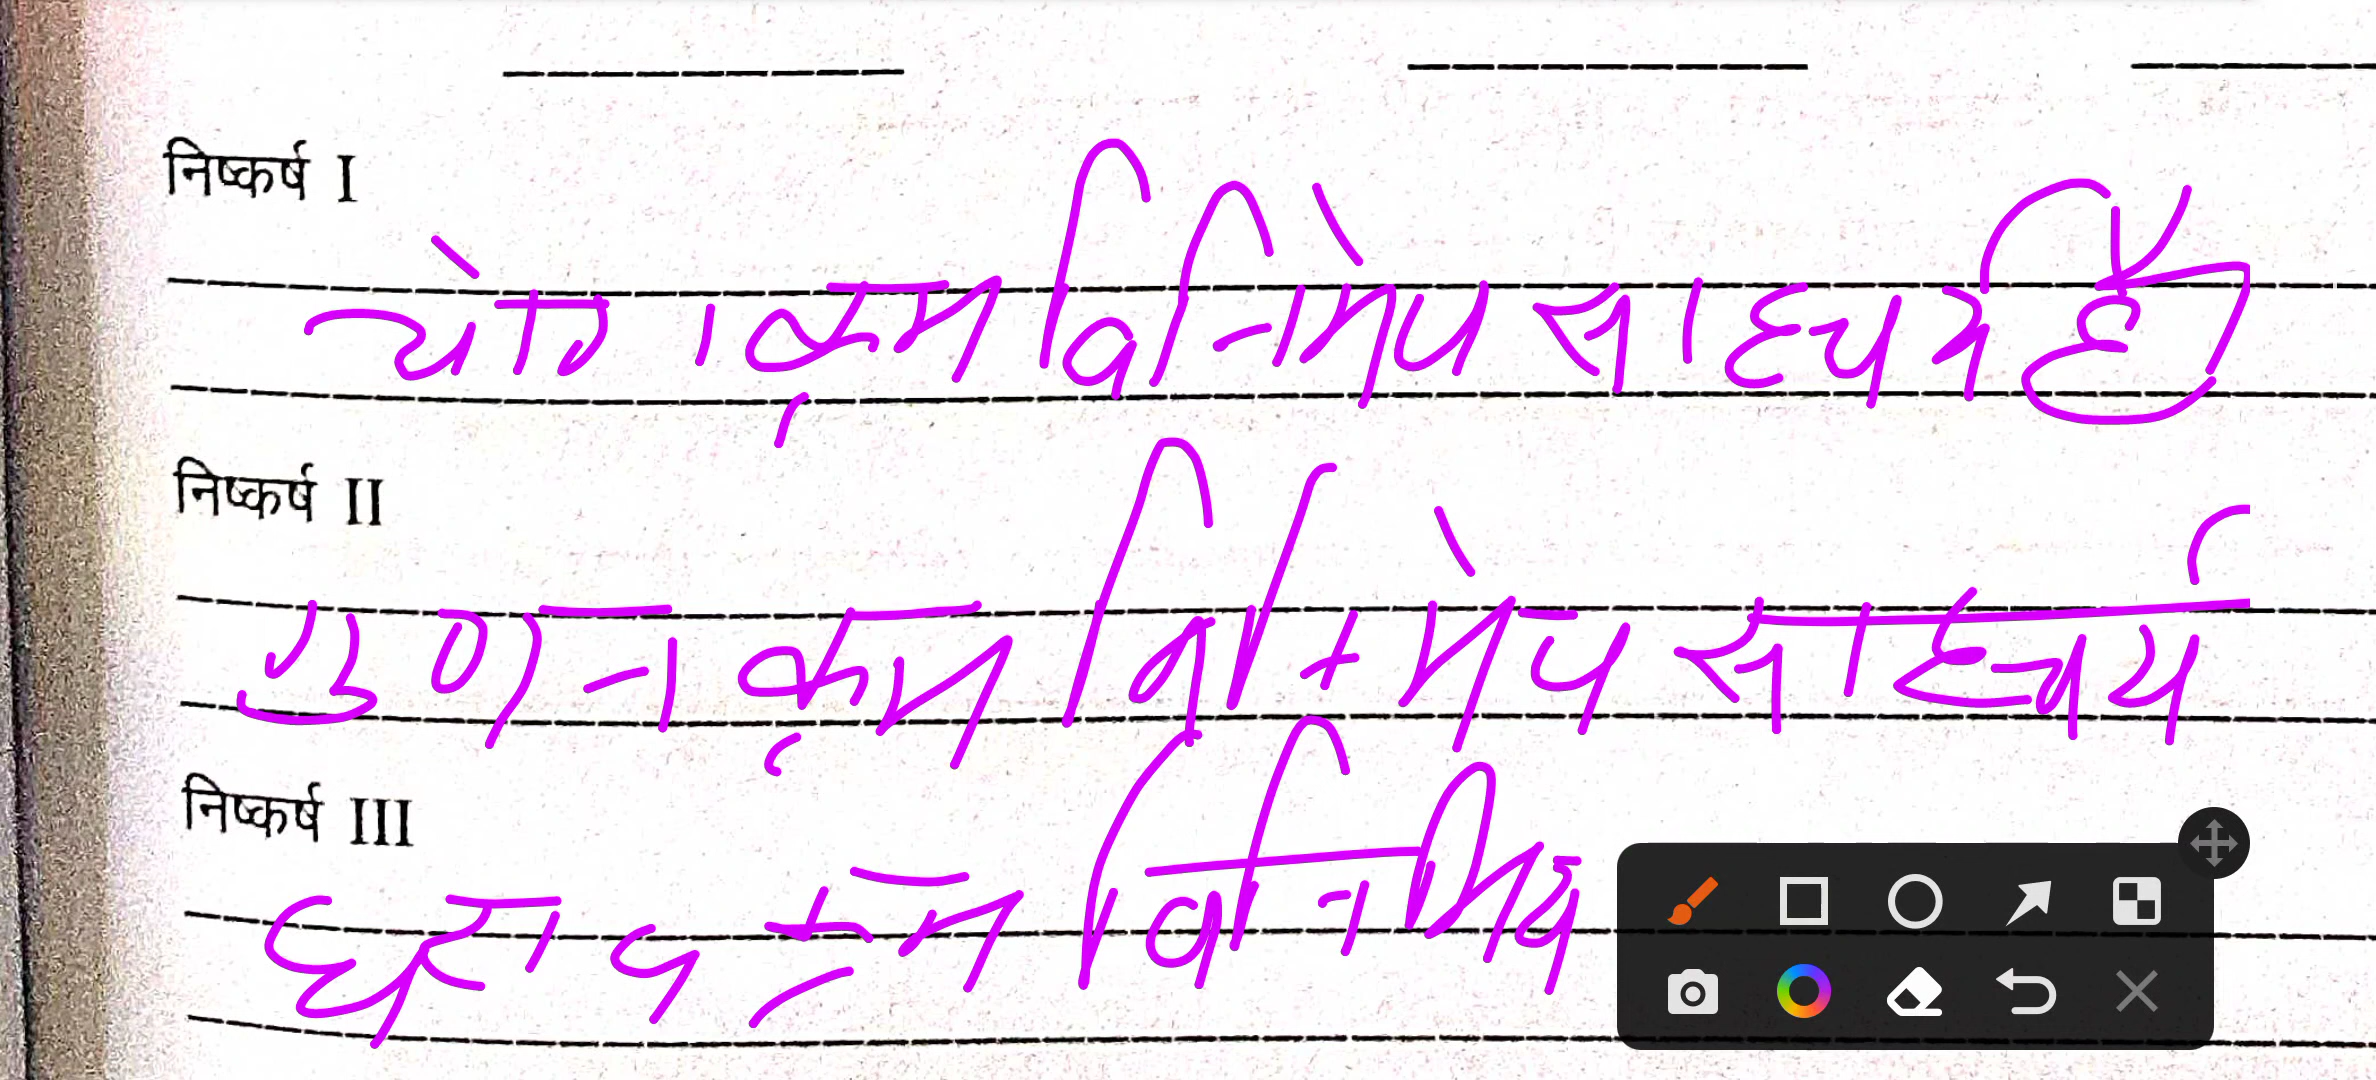 निष्कर्ष I
योग क्रम विनिमेय साहचर्य है
निष्कर्ष II
गुणन क्रम विनिमेय साहचर्य
निष्कर्ष III
घटाव क्रम विनिमेय